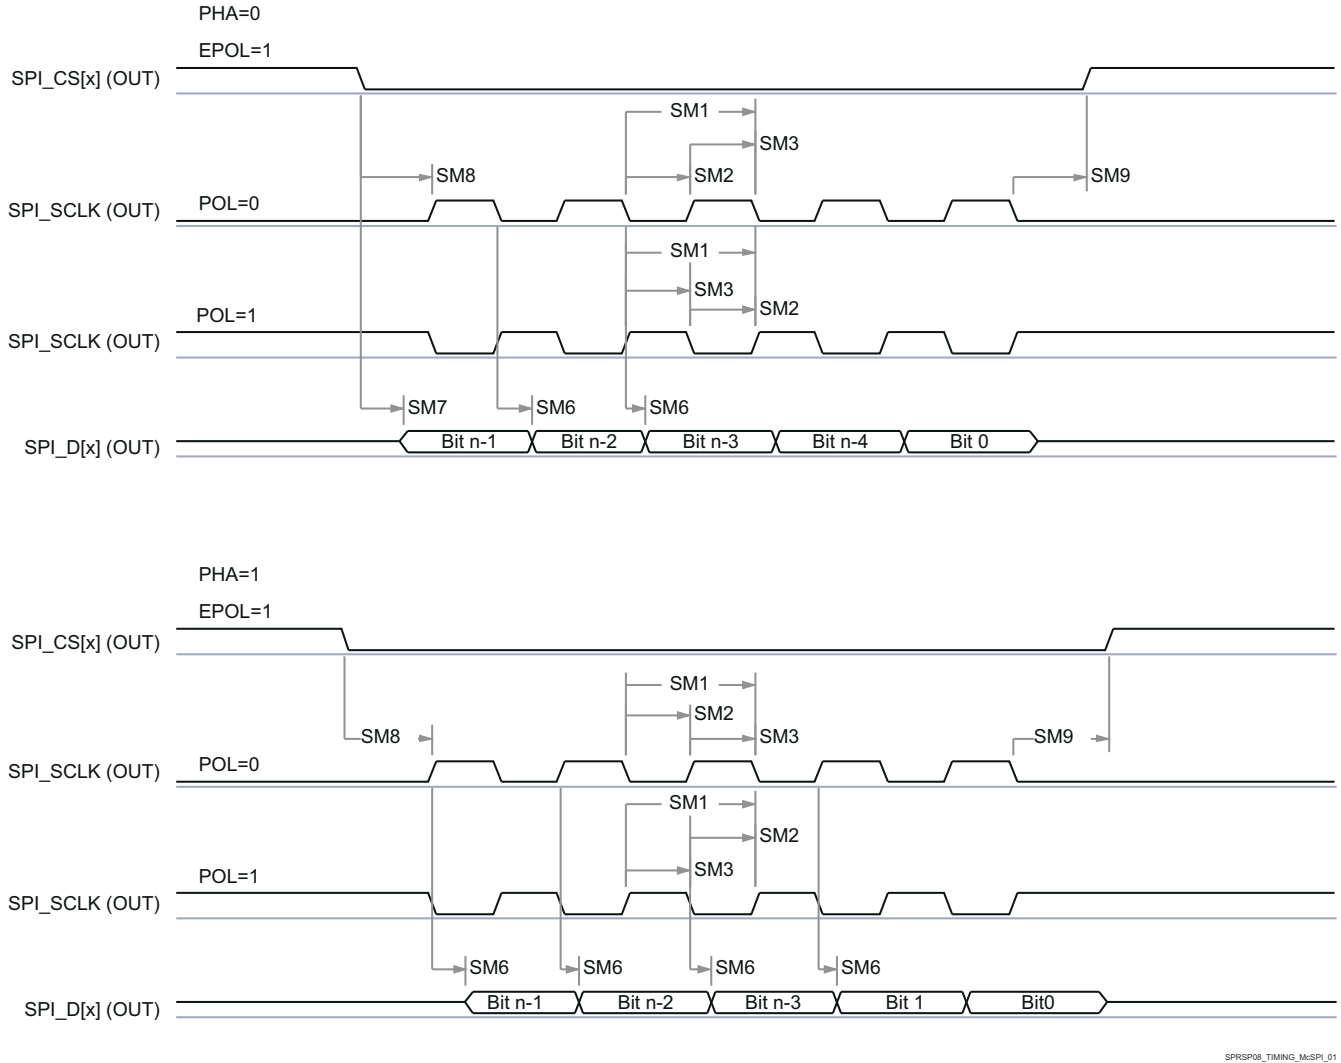 PHA=0
EPOL=1
SPI_CS[x] (OUT)
SM1
SM3
SM8 SM2 SM9
SPI_SCLK (OUT) POL=0
SM1
SM3
SM2
POL=1
SPI_SCLK (OUT)
SM7 SM6 SM6
SPI_D[x] (OUT) Bit n-1 Bit n-2 Bit n-3 Bit n-4 Bit 0
PHA=1
EPOL=1
SPI_CS[x] (OUT)
SM1
SM2
SM8 SM3 SM9
SPI_SCLK (OUT) POL=0
SM1
SM2
SM3
POL=1
SPI_SCLK (OUT)
SM6 SM6 SM6 SM6
SPI_D[x] (OUT) Bit n-1 Bit n-2 Bit n-3 Bit 1 Bit0
SPRSP08_TIMING_McSPI_01